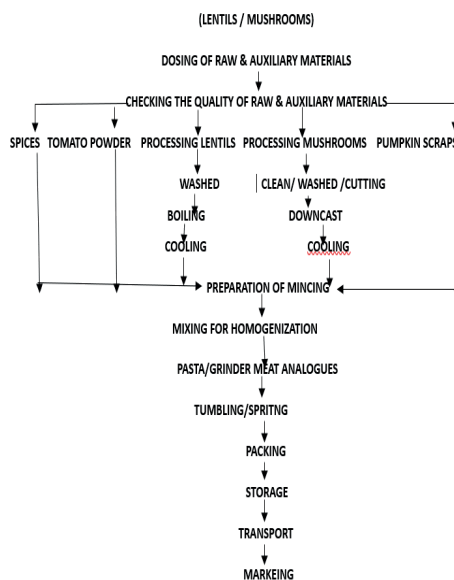 (LENTILS / MUSHROOMS)
DOSING OF RAW & AUXILIARY MATERIALS
CHECKING THE QUALITY OF RAW & AUXILIARY MATERIALS
SPICES TOMATO POWDER PROCESSING LENTILS PROCESSING MUSHROOMS PUMPKIN SCRAPS
WASHED CLEAN/ WASHED /CUTTING
BOILING DOWNCAST
COOLING COOLING
PREPARATION OF MINCING
MIXING FOR HOMOGENIZATION
PASTA/GRINDER MEAT ANALOGUES
TUMBLING/SPRITNG
PACKING
STORAGE
TRANSPORT
MARKEING